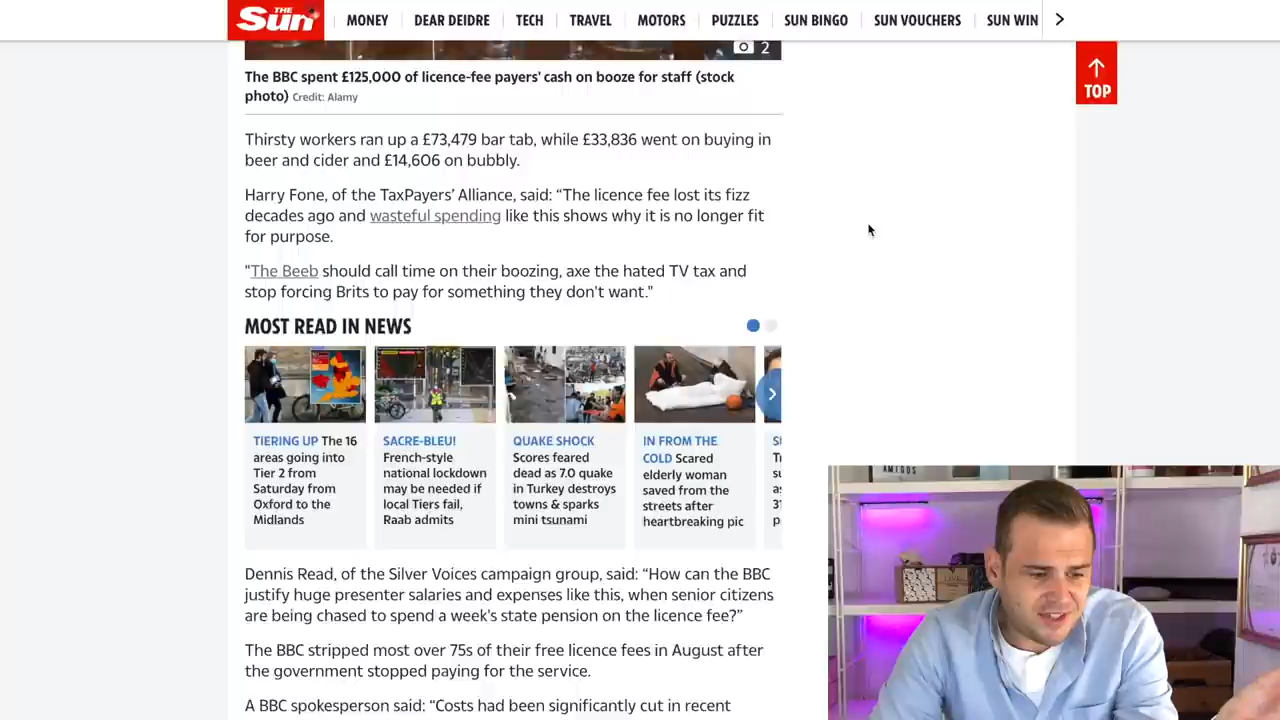 THE
Sun
MONEY
DEAR DEIDRE
TECH
TRAVEL
MOTORS
PUZZLES
SUN BINGO
SUN VOUCHERS
SUN WIN
2
TOP
The BBC spent £125,000 of licence-fee payers' cash on booze for staff (stock
photo) Credit: Alamy
Thirsty workers ran up a £73,479 bar tab, while £33,836 went on buying in
beer and cider and £14,606 on bubbly.
Harry Fone, of the TaxPayers’ Alliance, said: “The licence fee lost its fizz
decades ago and wasteful spending like this shows why it is no longer fit
for purpose.
"The Beeb should call time on their boozing, axe the hated TV tax and
stop forcing Brits to pay for something they don't want."
MOST READ IN NEWS
TIERING UP The 16
areas going into
Tier 2 from
Saturday from
Oxford to the
Midlands
SACRE-BLEU!
French-style
national lockdown
may be needed if
local Tiers fail,
Raab admits
QUAKE SHOCK
Scores feared
dead as 7.0 quake
in Turkey destroys
towns & sparks
mini tsunami
IN FROM THE
COLD Scared
elderly woman
saved from the
streets after
heartbreaking pic
Dennis Read, of the Silver Voices campaign group, said: “How can the BBC
justify huge presenter salaries and expenses like this, when senior citizens
are being chased to spend a week's state pension on the licence fee?”
The BBC stripped most over 75s of their free licence fees in August after
the government stopped paying for the service.
A BBC spokesperson said: “Costs had been significantly cut in recent
AMIGOS